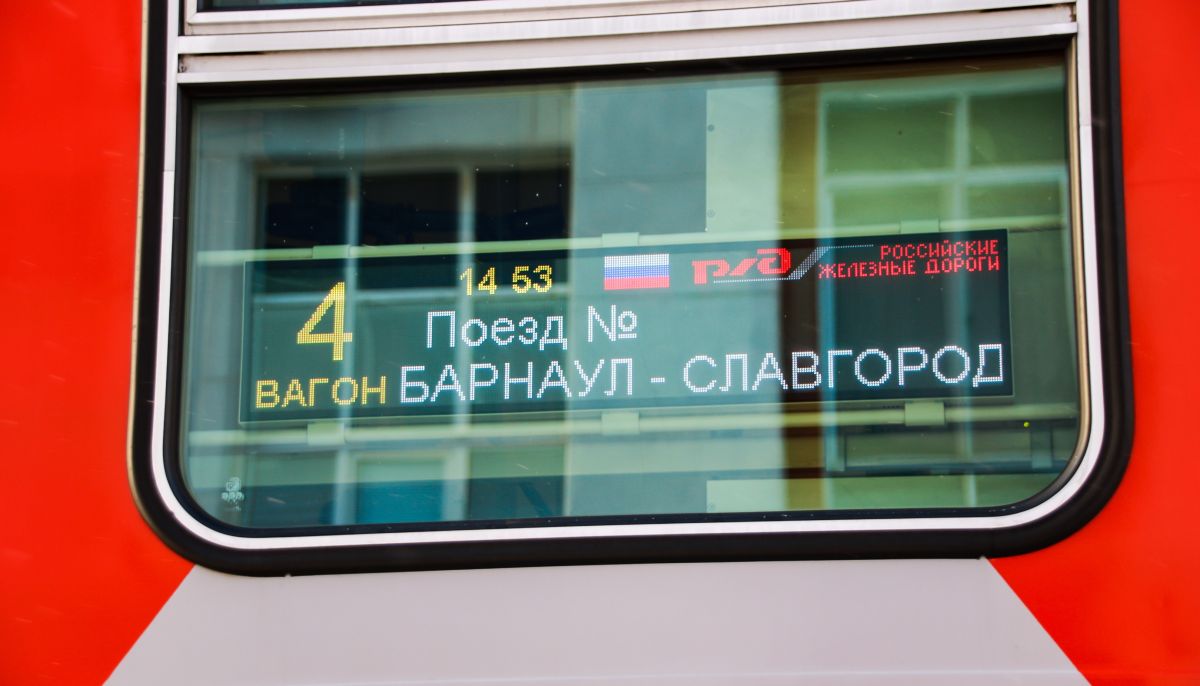 4
ВАГОН
14 53
ржд
РОССИЙСКИЕ
ЖЕЛЕЗНЫЕ ДОРОГИ
Поезд №
БАРНАУЛ - СЛАВГОРОД